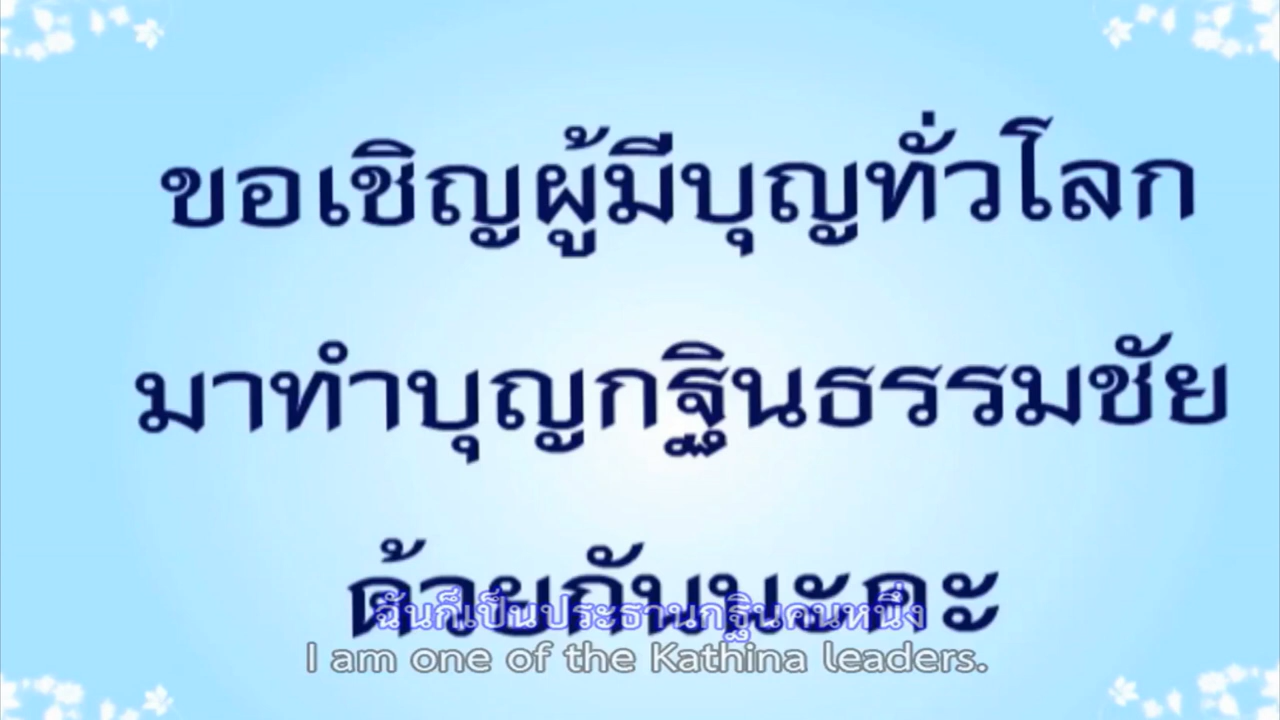 ขอเชิญผู้มีบุญทั่วโลก
มาทำบุญกฐินธรรมชัย
ด้วยกันนะคะ
ฉันก็เป็นประธานกฐินคนหนึ่ง
I am one of the Kathina leaders.